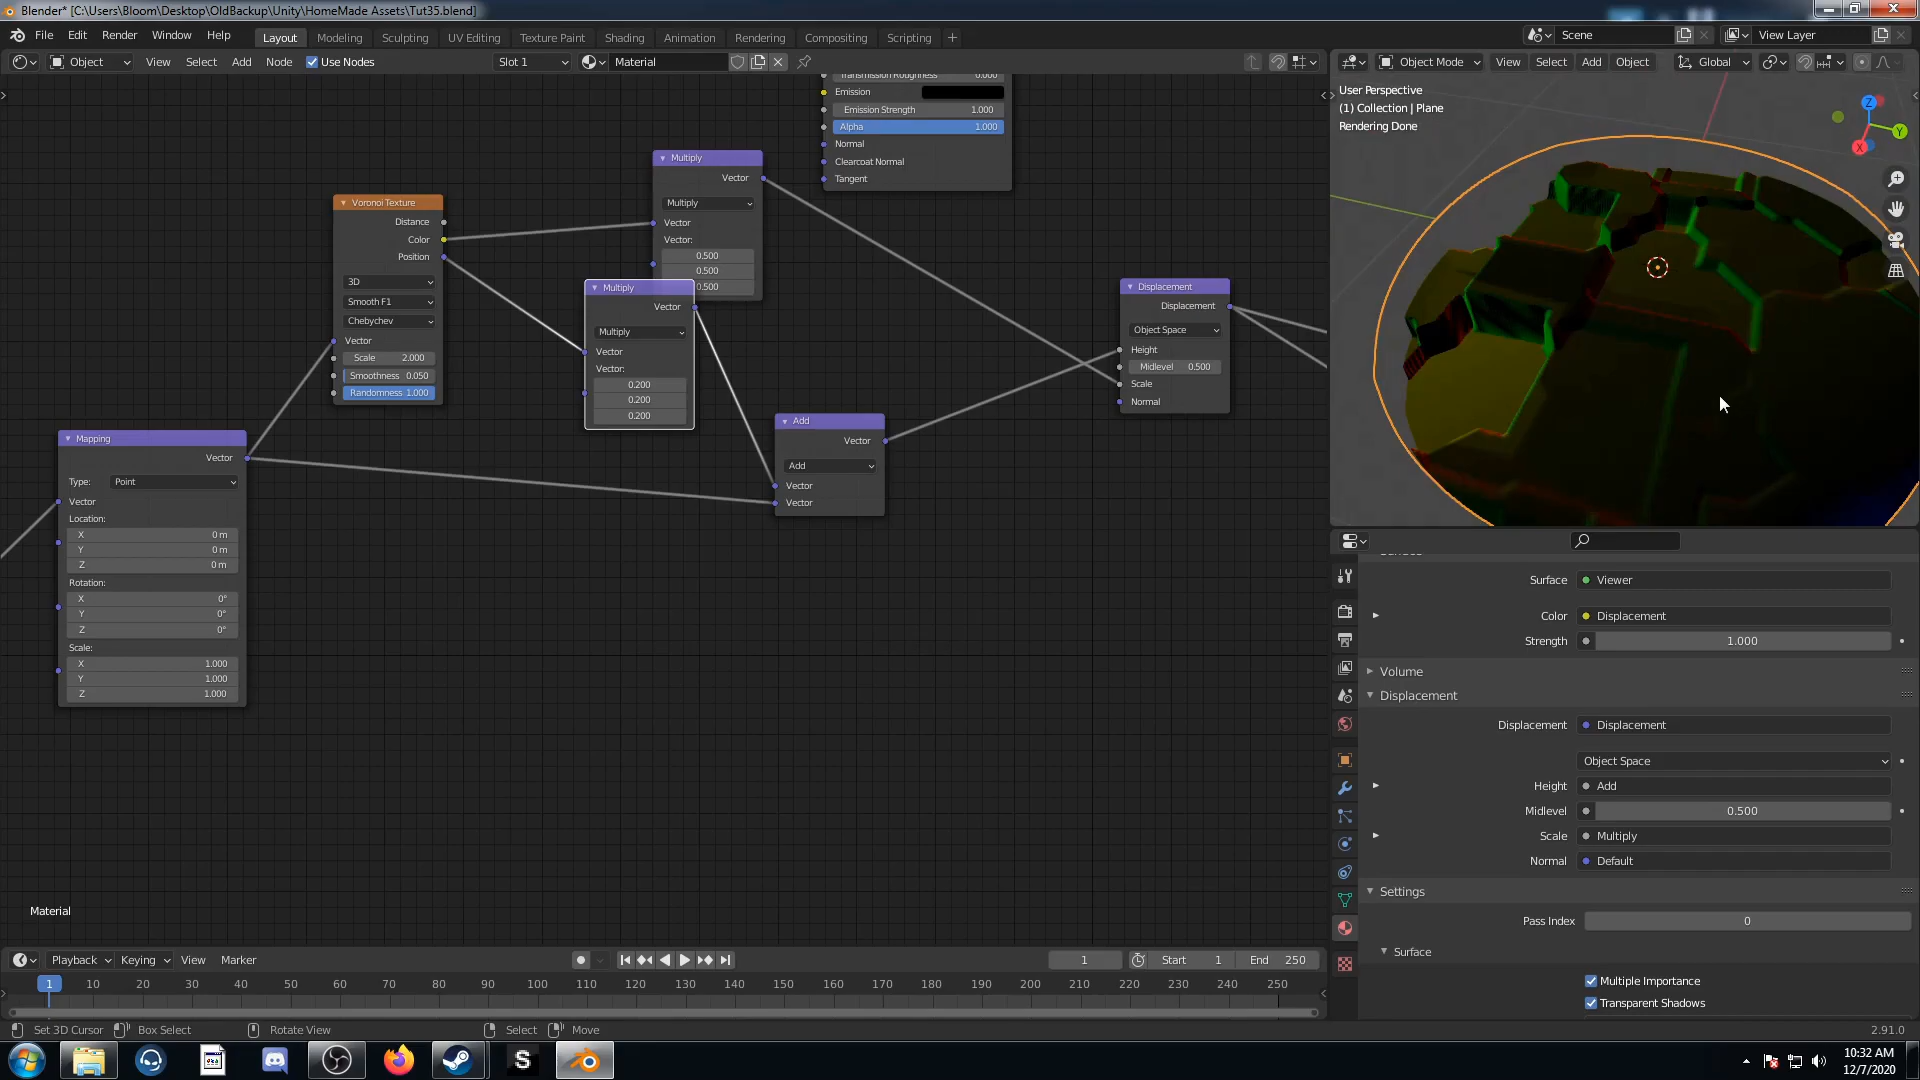 Blender* [C:\Users\Bloom\Desktop\OldBackup\Unity\HomeMade Assets\Tut35.blend]
File Edit Render Window Help Layout Modeling Sculpting UV Editing Texture Paint Shading Animation Rendering Compositing Scripting + Scene View Layer
Object View Select Add Node Use Nodes Slot 1 Material
Object Mode View Select Add Object Global
User Perspective
(1) Collection | Plane
Rendering Done
Z
Y
X
Transmission Roughness 0.000
Emission
Emission Strength 1.000
Alpha 1.000
Normal
Clearcoat Normal
Tangent
Multiply
Vector
Multiply
Vector
Vector:
0.500
0.500
0.500
Voronoi Texture
Distance
Color
Position
3D
Smooth F1
Chebychev
Vector
Scale 2.000
Smoothness 0.050
Randomness 1.000
Multiply
Vector
Multiply
Vector
Vector:
0.200
0.200
0.200
Displacement
Displacement
Object Space
Height
Midlevel 0.500
Scale
Normal
Add
Vector
Add
Vector
Vector
Mapping
Vector
Type: Point
Vector
Location:
X 0 m
Y 0 m
Z 0 m
Rotation:
X 0°
Y 0°
Z 0°
Scale:
X 1.000
Y 1.000
Z 1.000
Material
Surface Viewer
Color Displacement
Strength 1.000
Volume
Displacement
Displacement Displacement
Object Space
Height Add
Midlevel 0.500
Scale Multiply
Normal Default
Settings
Pass Index 0
Surface
Multiple Importance
Transparent Shadows
Playback Keying View Marker 1 Start 1 End 250
1 10 20 30 40 50 60 70 80 90 100 110 120 130 140 150 160 170 180 190 200 210 220 230 240 250
Set 3D Cursor Box Select Rotate View Select Move 2.91.0
S
10:32 AM
12/7/2020